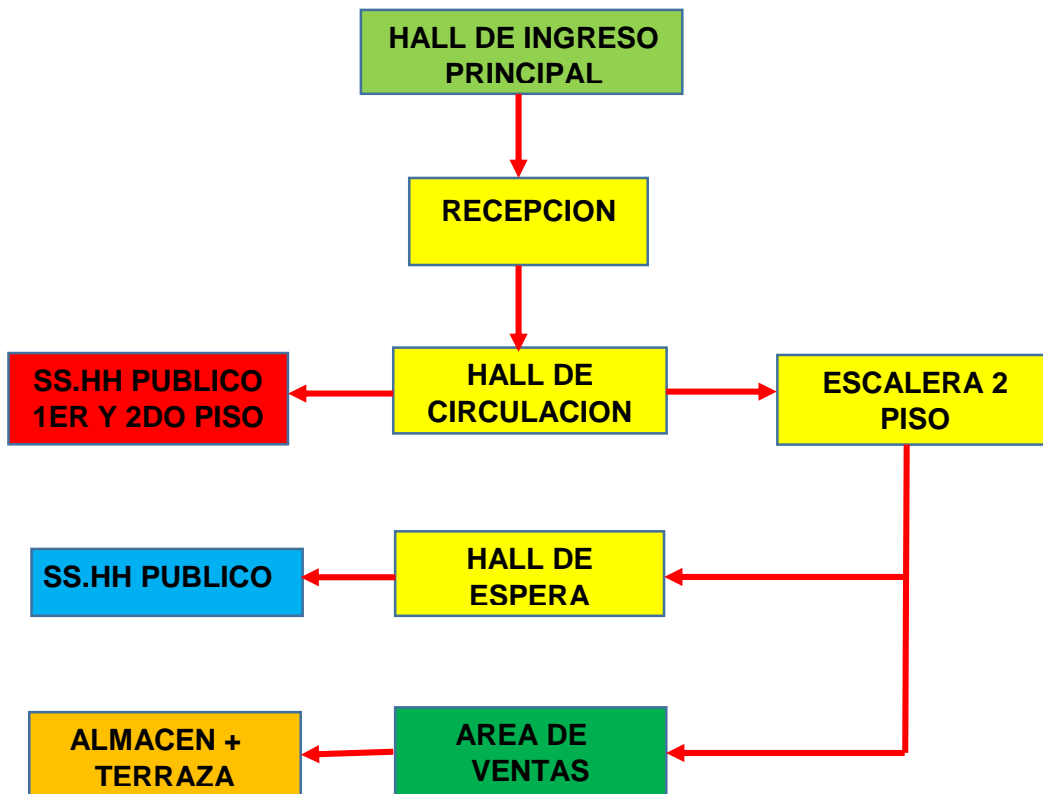 HALL DE INGRESO
PRINCIPAL
RECEPCION
SS.HH PUBLICO
1ER Y 2DO PISO
HALL DE
CIRCULACION
ESCALERA 2
PISO
SS.HH PUBLICO
HALL DE
ESPERA
ALMACEN +
TERRAZA
AREA DE
VENTAS